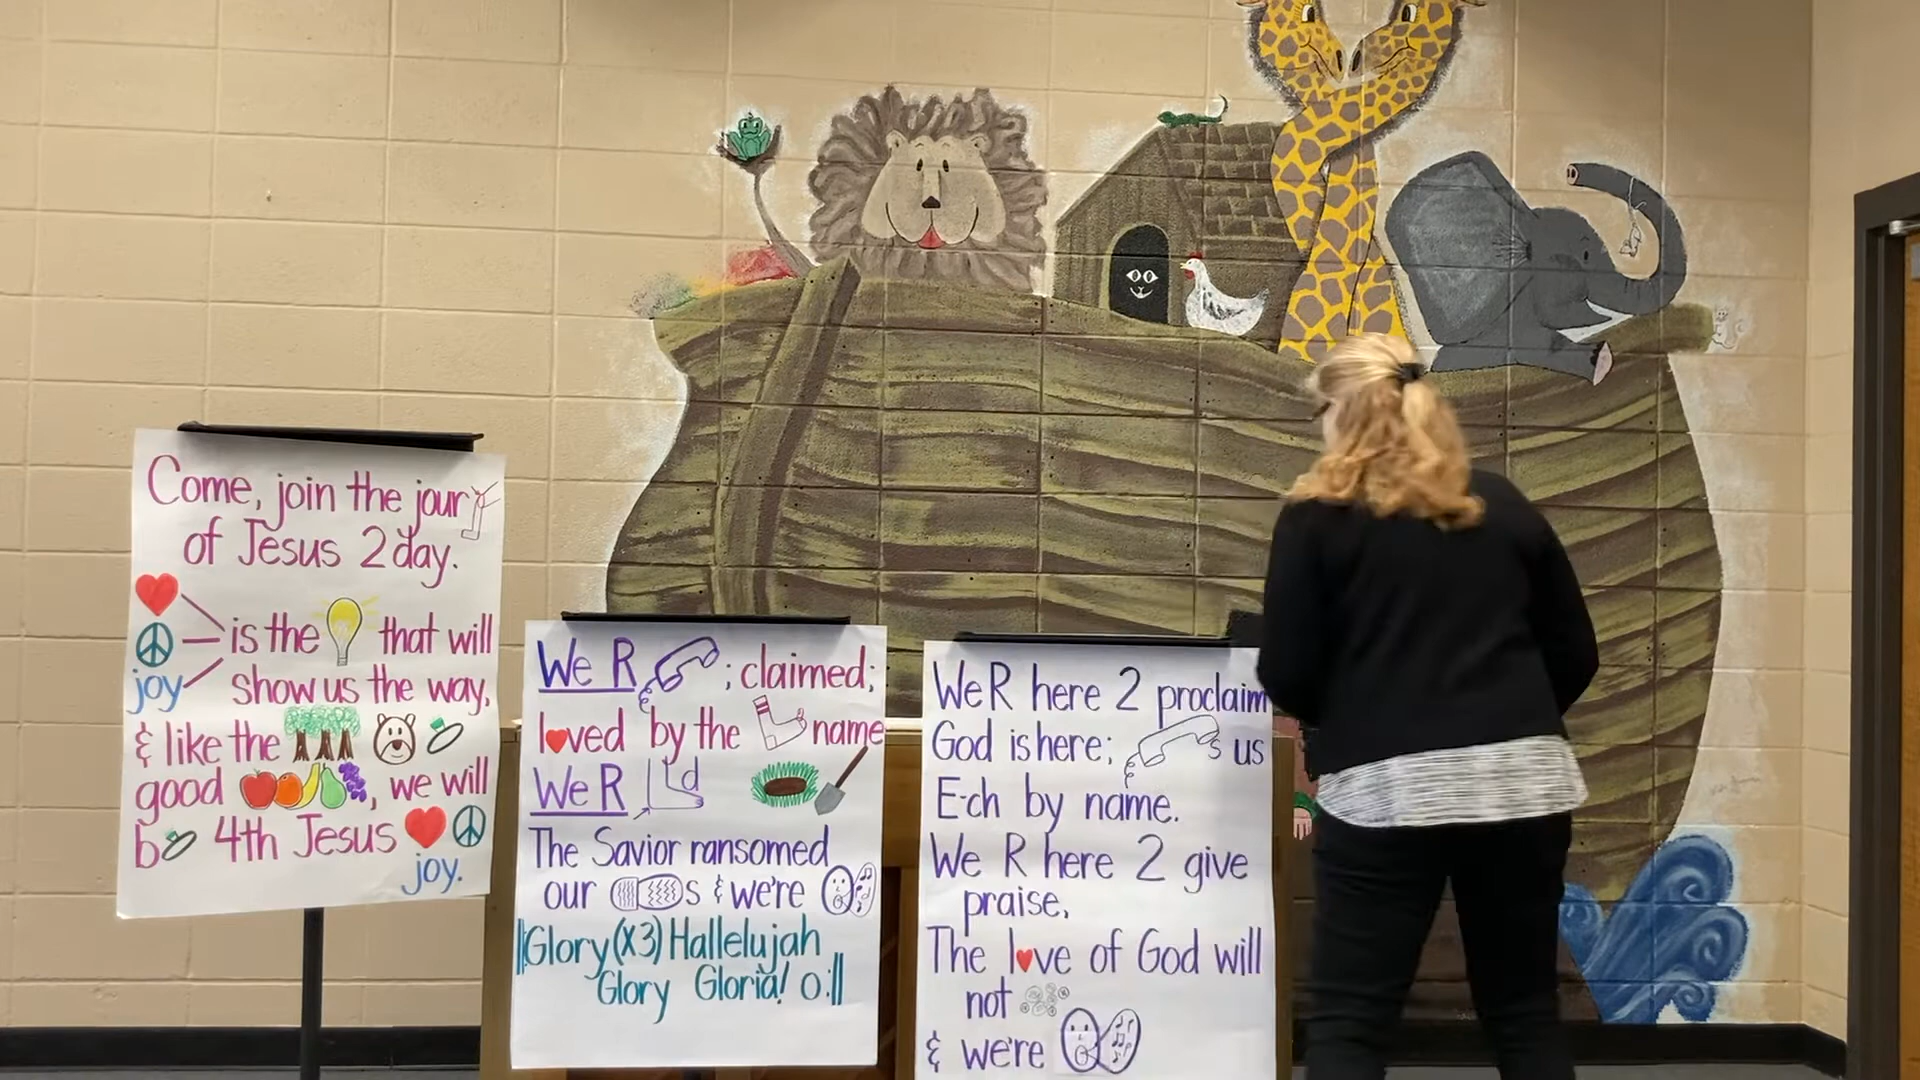 Come, join the jour
of Jesus 2day.
is the that will
joy show us the way,
& like the
good , we will
b 4th Jesus
joy.
We R ; claimed;
loved by the name
We R d
The Savior ransomed
our s & we're
Glory (X3) Hallelujah
Glory Gloria! o:||
We R here 2 proclaim
God is here; s us
E-ch by name.
We R here 2 give
praise,
The love of God will
not
& we're